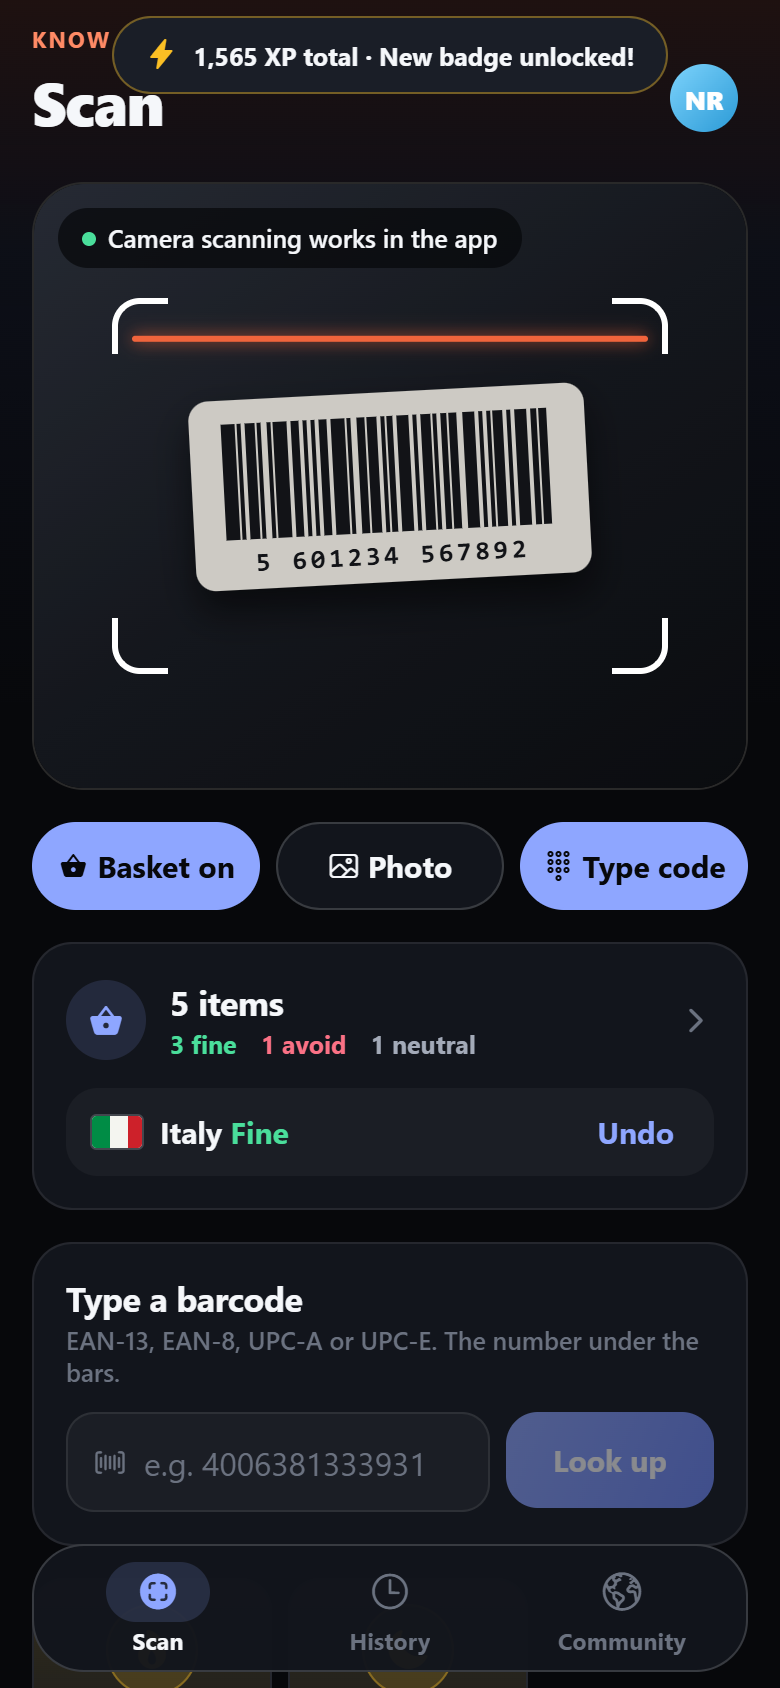 KNOW
1,565 XP total · New badge unlocked!
Scan
NR
Camera scanning works in the app
5 601234 567892
Basket on
Photo
Type code
5 items
3 fine 1 avoid 1 neutral
Italy Fine
Undo
Type a barcode
EAN-13, EAN-8, UPC-A or UPC-E. The number under the
bars.
e.g. 4006381333931
Look up
Scan
History
Community